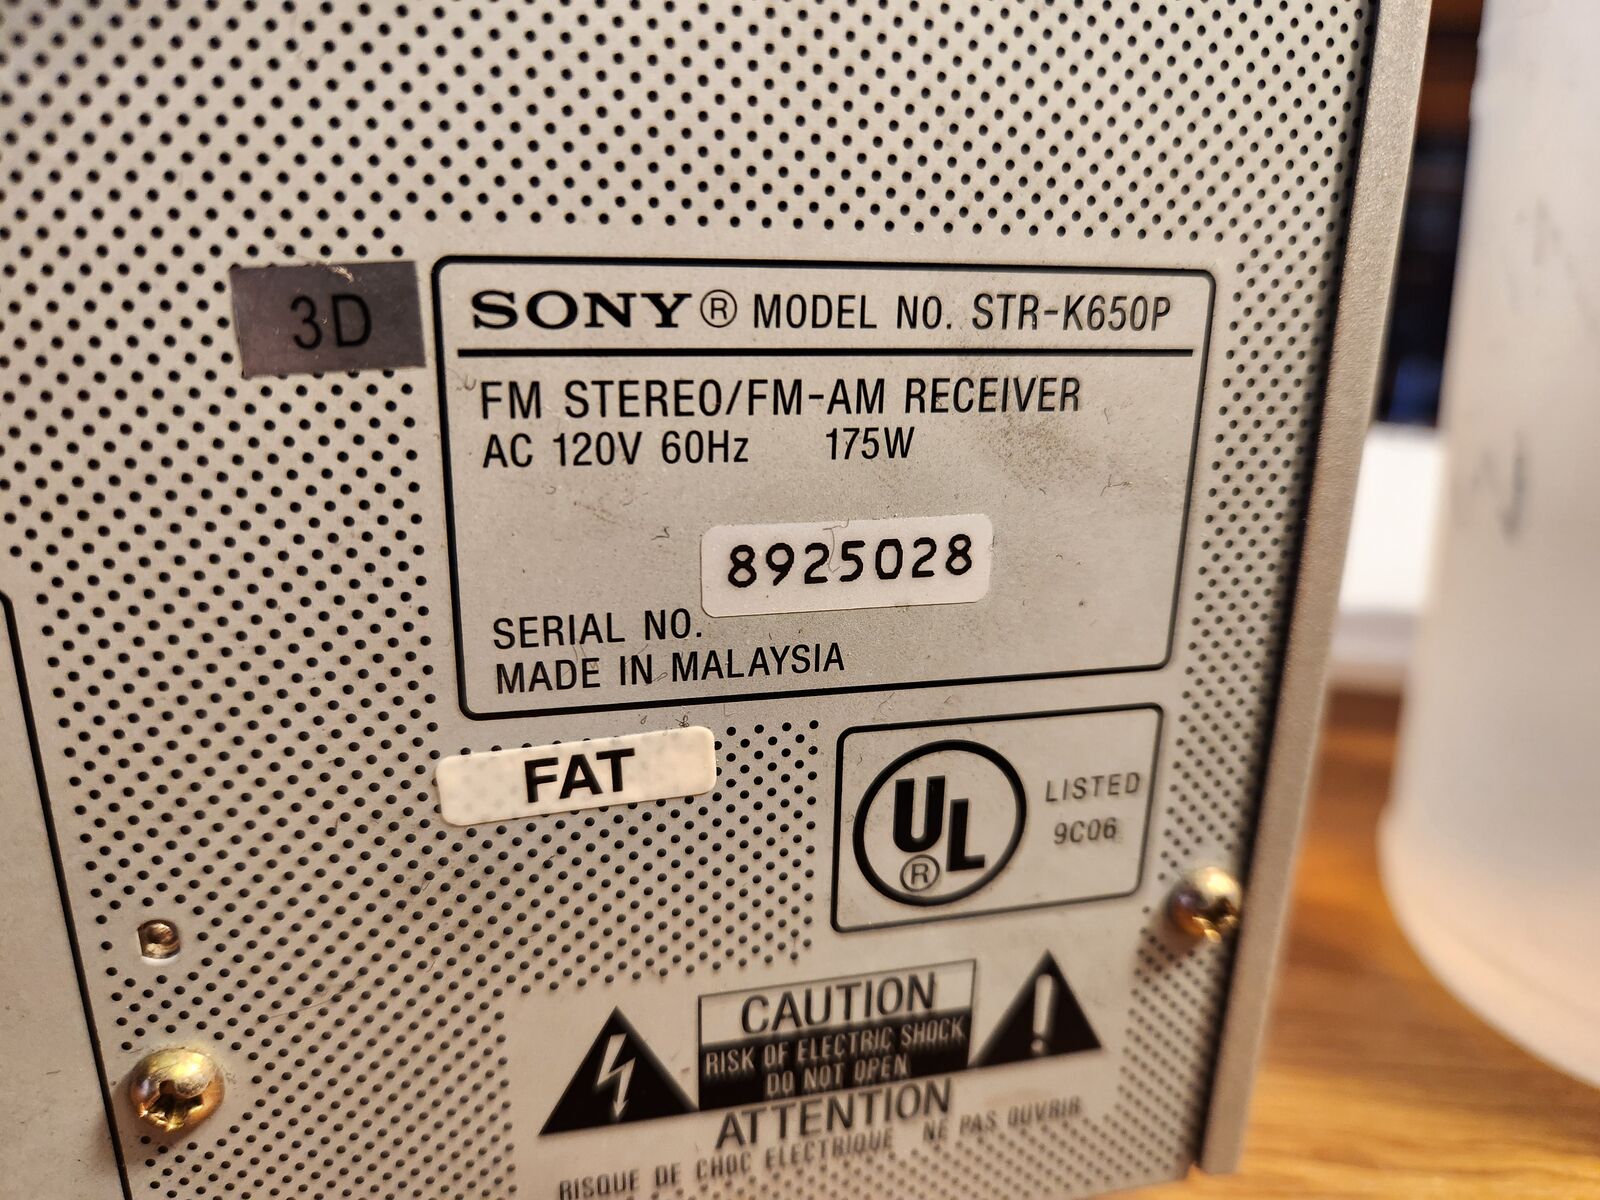 3D
SONY® MODEL NO. STR-K650P
FM STEREO/FM-AM RECEIVER
AC 120V 60Hz 175W
8925028
SERIAL NO.
MADE IN MALAYSIA
FAT
UL® LISTED
9C06
CAUTION
RISK OF ELECTRIC SHOCK
DO NOT OPEN
ATTENTION
RISQUE DE CHOC ELECTRIQUE NE PAS OUVRIR